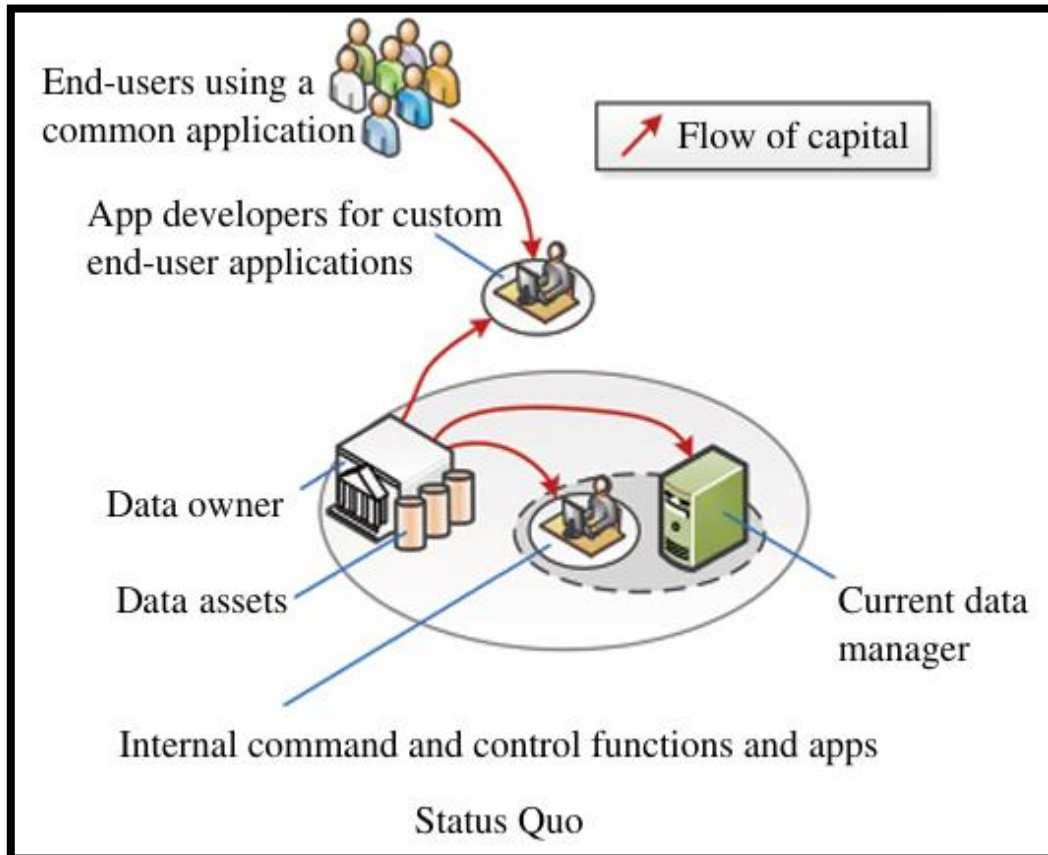 End-users using a
common application
Flow of capital
App developers for custom
end-user applications
Data owner
Data assets
Current data
manager
Internal command and control functions and apps
Status Quo